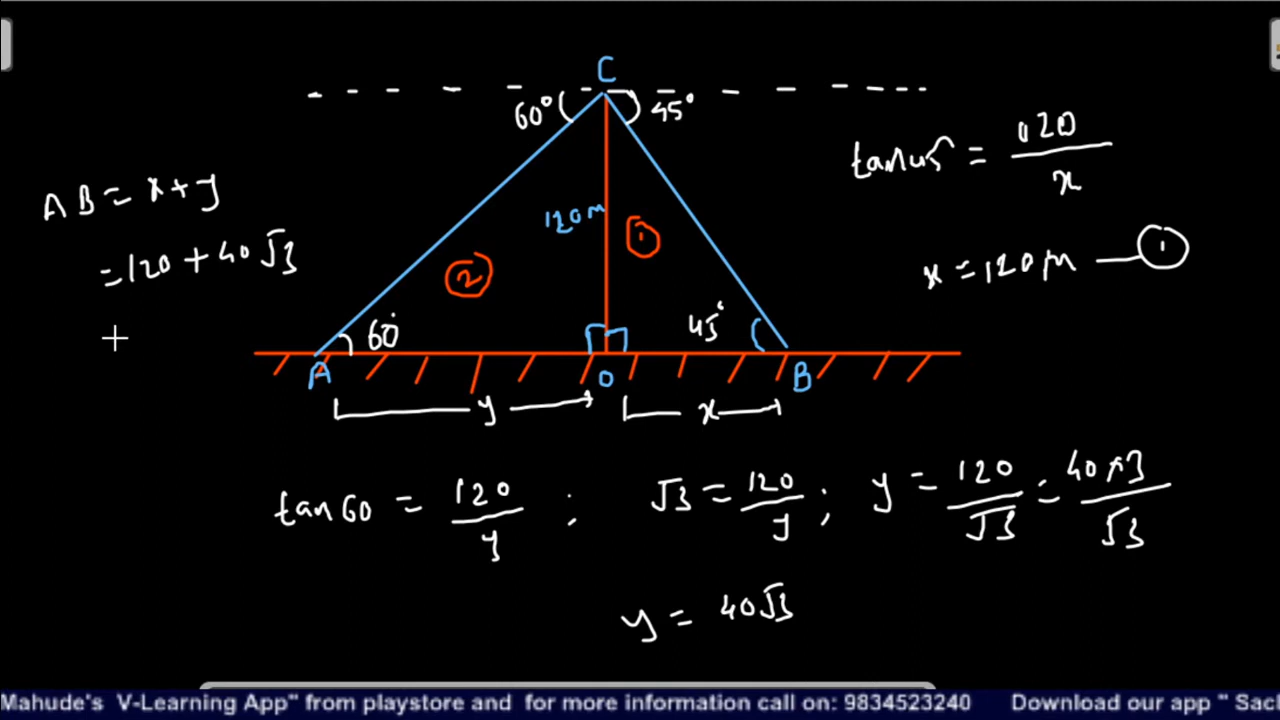 C
60° 45°
tan45 = 120/x
AB = x+y
120m
①
= 120 + 40√3
②
x = 120m — ①
60°
45°
A O B
y x
tan60 = 120/y ; √3 = 120/y ; y = 120/√3 = 40×3/√3
y = 40√3
Mahude's V-Learning App" from playstore and for more information call on: 9834523240 Download our app " Sac